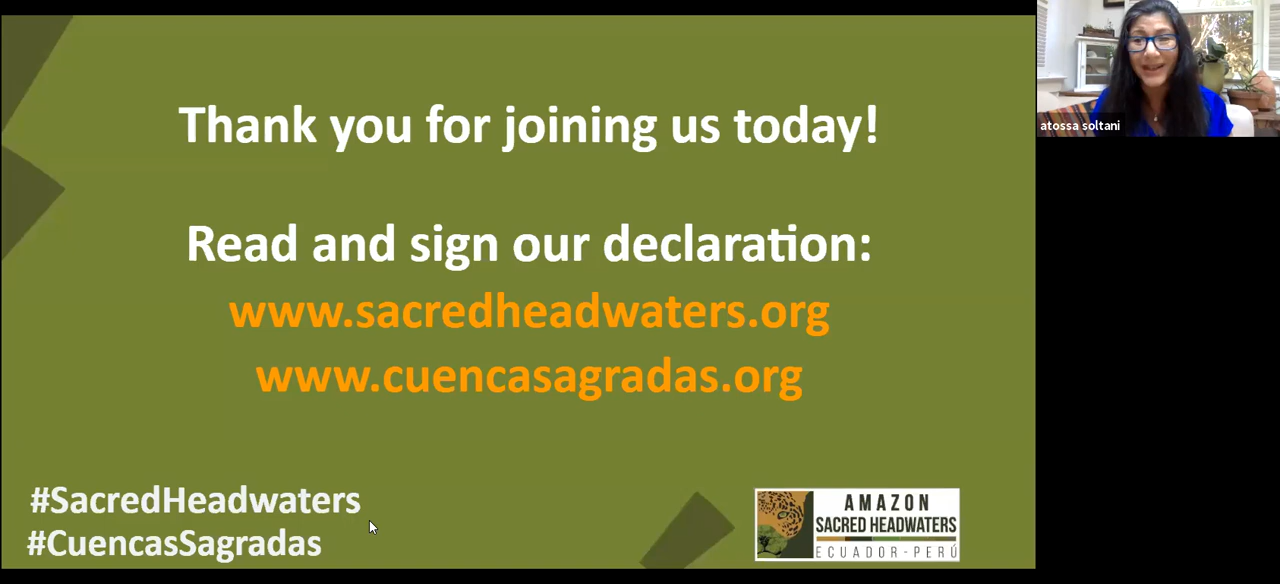 Thank you for joining us today!
Read and sign our declaration:
www.sacredheadwaters.org
www.cuencasagradas.org
#SacredHeadwaters
#CuencasSagradas
AMAZON
SACRED HEADWATERS
ECUADOR-PERÚ
atossa soltani